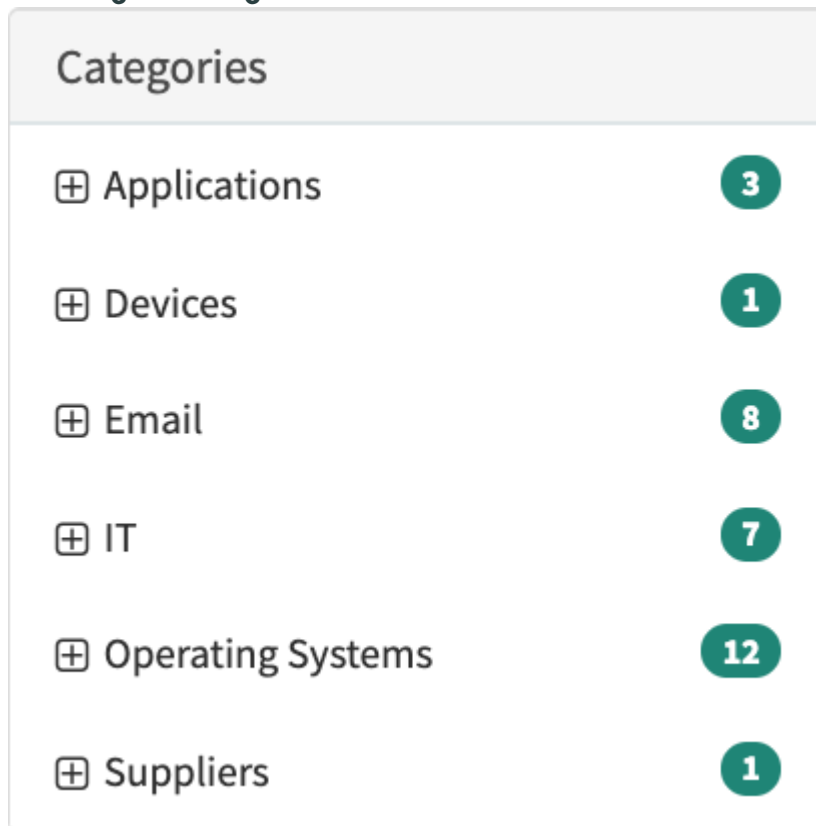 Categories
Applications 3
Devices 1
Email 8
IT 7
Operating Systems 12
Suppliers 1